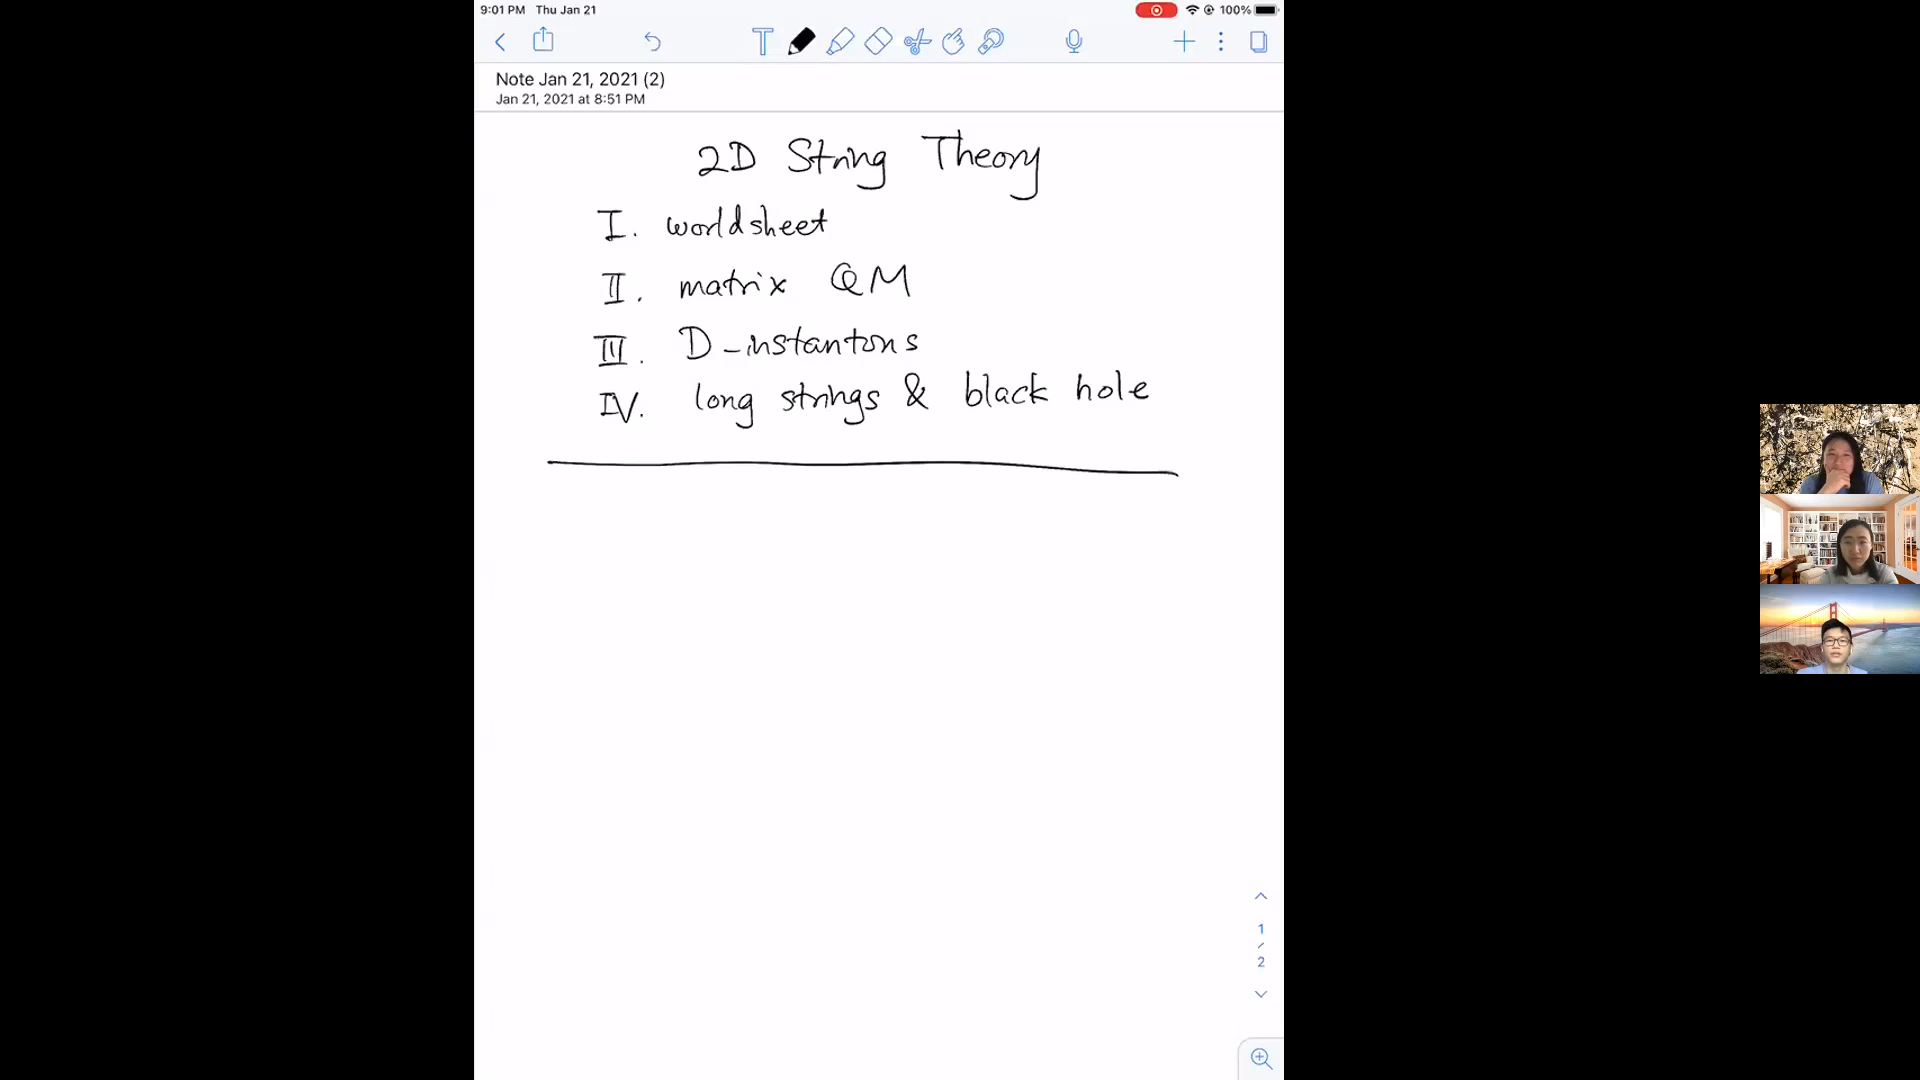 9:01 PM Thu Jan 21
100%
Note Jan 21, 2021 (2)
Jan 21, 2021 at 8:51 PM
2D String Theory
I. worldsheet
II. matrix QM
III. D-instantons
IV. long strings & black hole
1
/
2